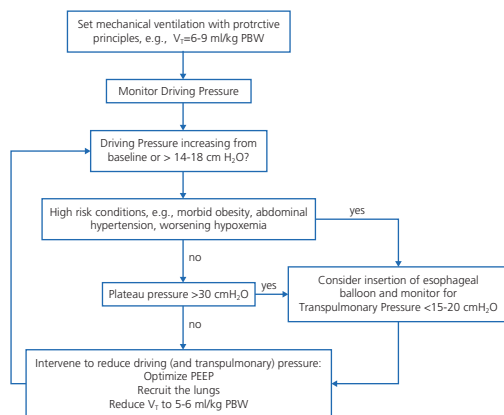 Set mechanical ventilation with protrctive
principles, e.g., V_T=6-9 ml/kg PBW
Monitor Driving Pressure
Driving Pressure increasing from
baseline or > 14-18 cm H₂O?
High risk conditions, e.g., morbid obesity, abdominal
hypertension, worsening hypoxemia
yes
no
Plateau pressure >30 cmH₂O
yes
Consider insertion of esophageal
balloon and monitor for
Transpulmonary Pressure <15-20 cmH₂O
no
Intervene to reduce driving (and transpulmonary) pressure:
Optimize PEEP
Recruit the lungs
Reduce V_T to 5-6 ml/kg PBW